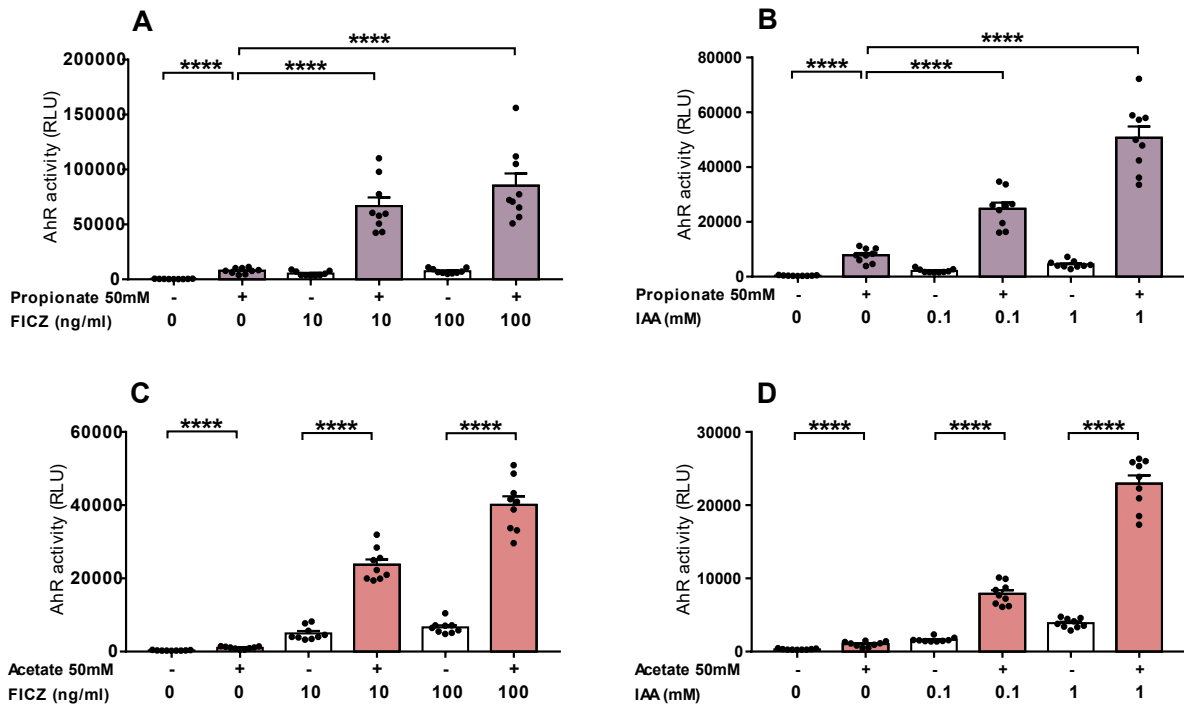 A
****
**** ****
200000
150000
100000
50000
0
AhR activity (RLU)
Propionate 50mM - + - + - +
FICZ (ng/ml) 0 0 10 10 100 100
B
****
**** ****
80000
60000
40000
20000
0
AhR activity (RLU)
Propionate 50mM - + - + - +
IAA (mM) 0 0 0.1 0.1 1 1
C
**** **** ****
60000
40000
20000
0
AhR activity (RLU)
Acetate 50mM - + - + - +
FICZ (ng/ml) 0 0 10 10 100 100
D
**** **** ****
30000
20000
10000
0
AhR activity (RLU)
Acetate 50mM - + - + - +
IAA (mM) 0 0 0.1 0.1 1 1